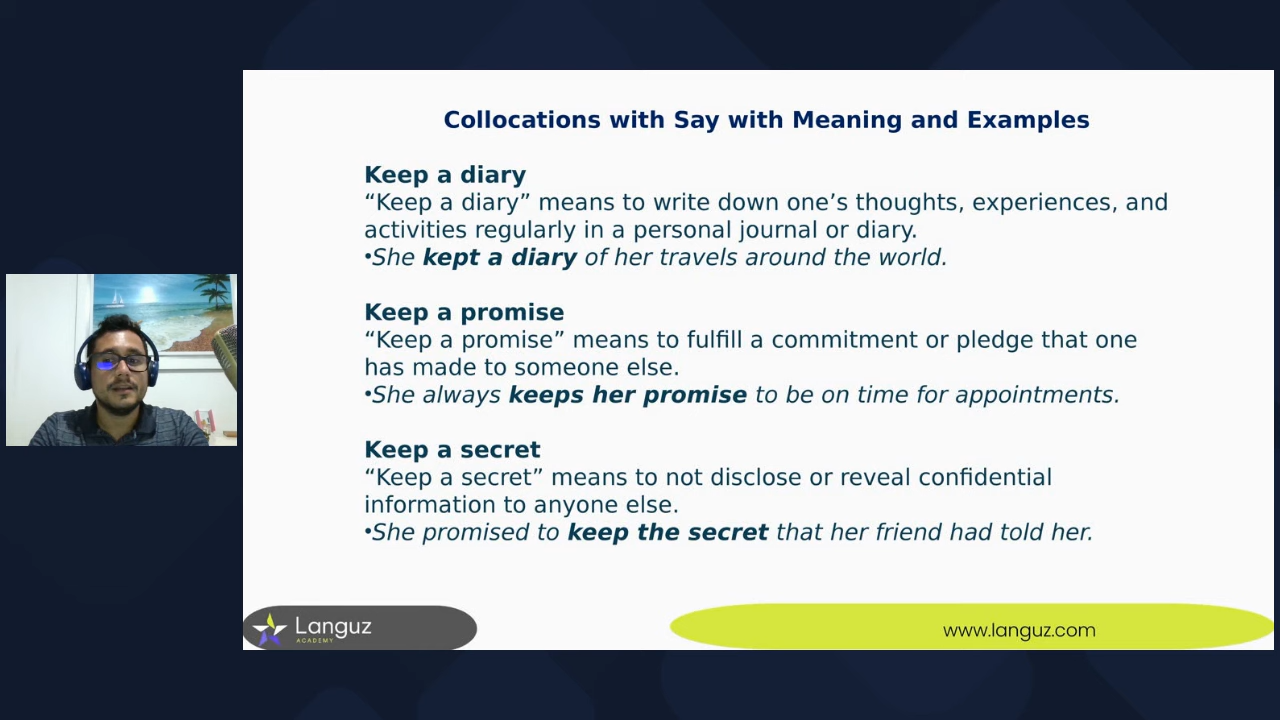 Collocations with Say with Meaning and Examples
Keep a diary
“Keep a diary” means to write down one’s thoughts, experiences, and
activities regularly in a personal journal or diary.
•She kept a diary of her travels around the world.
Keep a promise
“Keep a promise” means to fulfill a commitment or pledge that one
has made to someone else.
•She always keeps her promise to be on time for appointments.
Keep a secret
“Keep a secret” means to not disclose or reveal confidential
information to anyone else.
•She promised to keep the secret that her friend had told her.
Languz
ACADEMY
www.languz.com